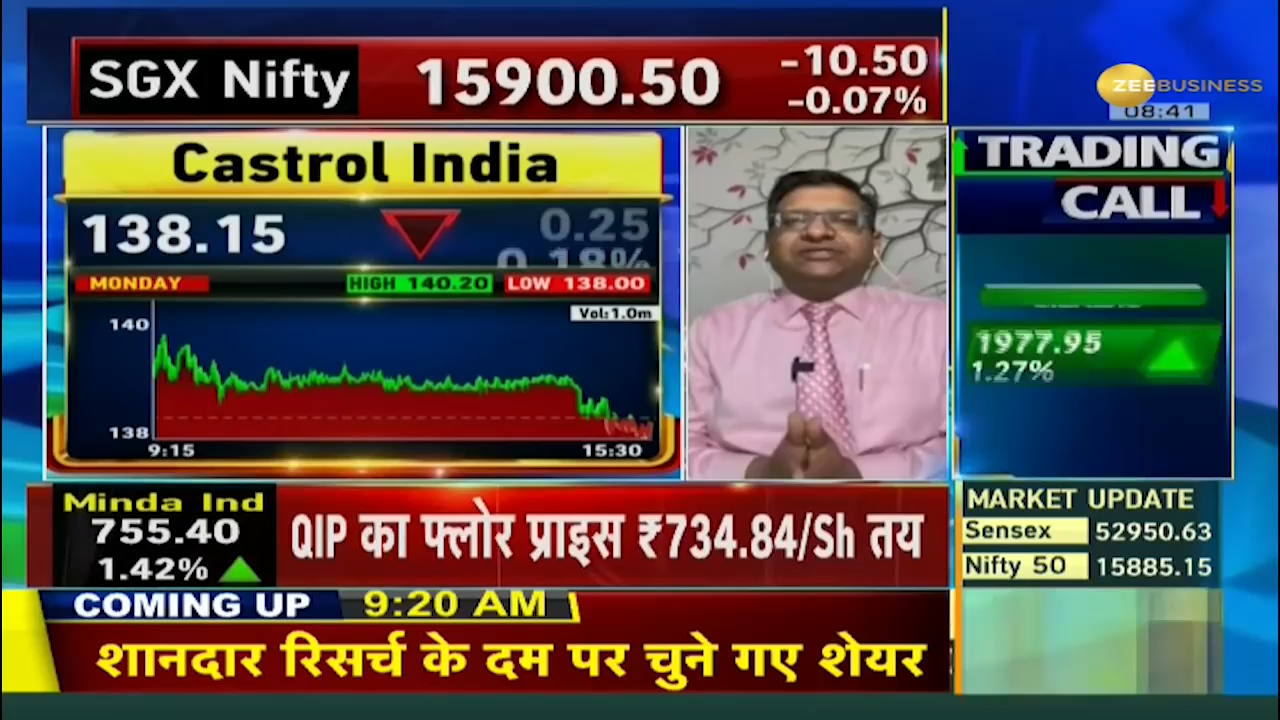 SGX Nifty 15900.50 -10.50
-0.07%
ZEEBUSINESS
08:41
Castrol India
138.15 0.25
0.18%
MONDAY HIGH 140.20 LOW 138.00
Vol:1.0m
140
138
9:15 15:30
TRADING
CALL
1977.95
1.27%
Minda Ind
755.40
1.42%
QIP का फ्लोर प्राइस ₹734.84/Sh तय
MARKET UPDATE
Sensex 52950.63
Nifty 50 15885.15
COMING UP 9:20 AM
शानदार रिसर्च के दम पर चुने गए शेयर